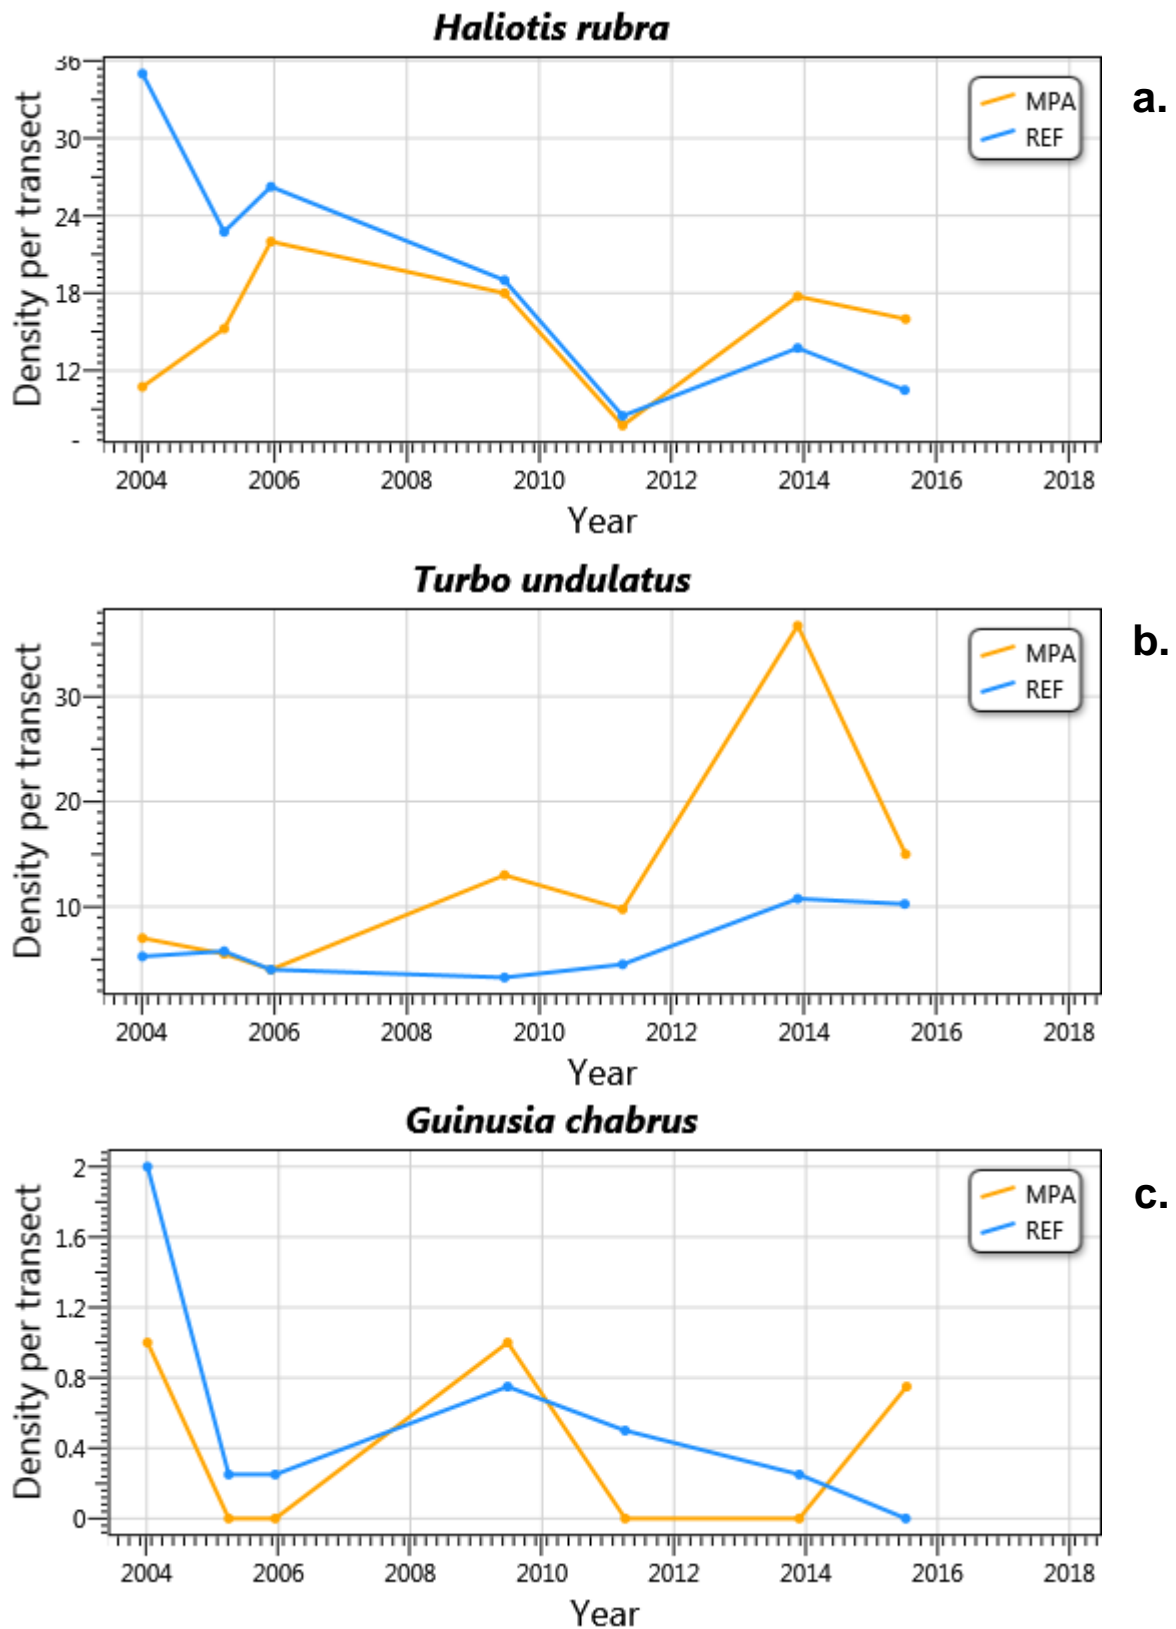 Haliotis rubra
a.
Density per transect
36
30
24
18
12
-
MPA
REF
2004 2006 2008 2010 2012 2014 2016 2018
Year
Turbo undulatus
b.
Density per transect
30
20
10
MPA
REF
2004 2006 2008 2010 2012 2014 2016 2018
Year
Guinusia chabrus
c.
Density per transect
2
1.6
1.2
0.8
0.4
0
MPA
REF
2004 2006 2008 2010 2012 2014 2016 2018
Year